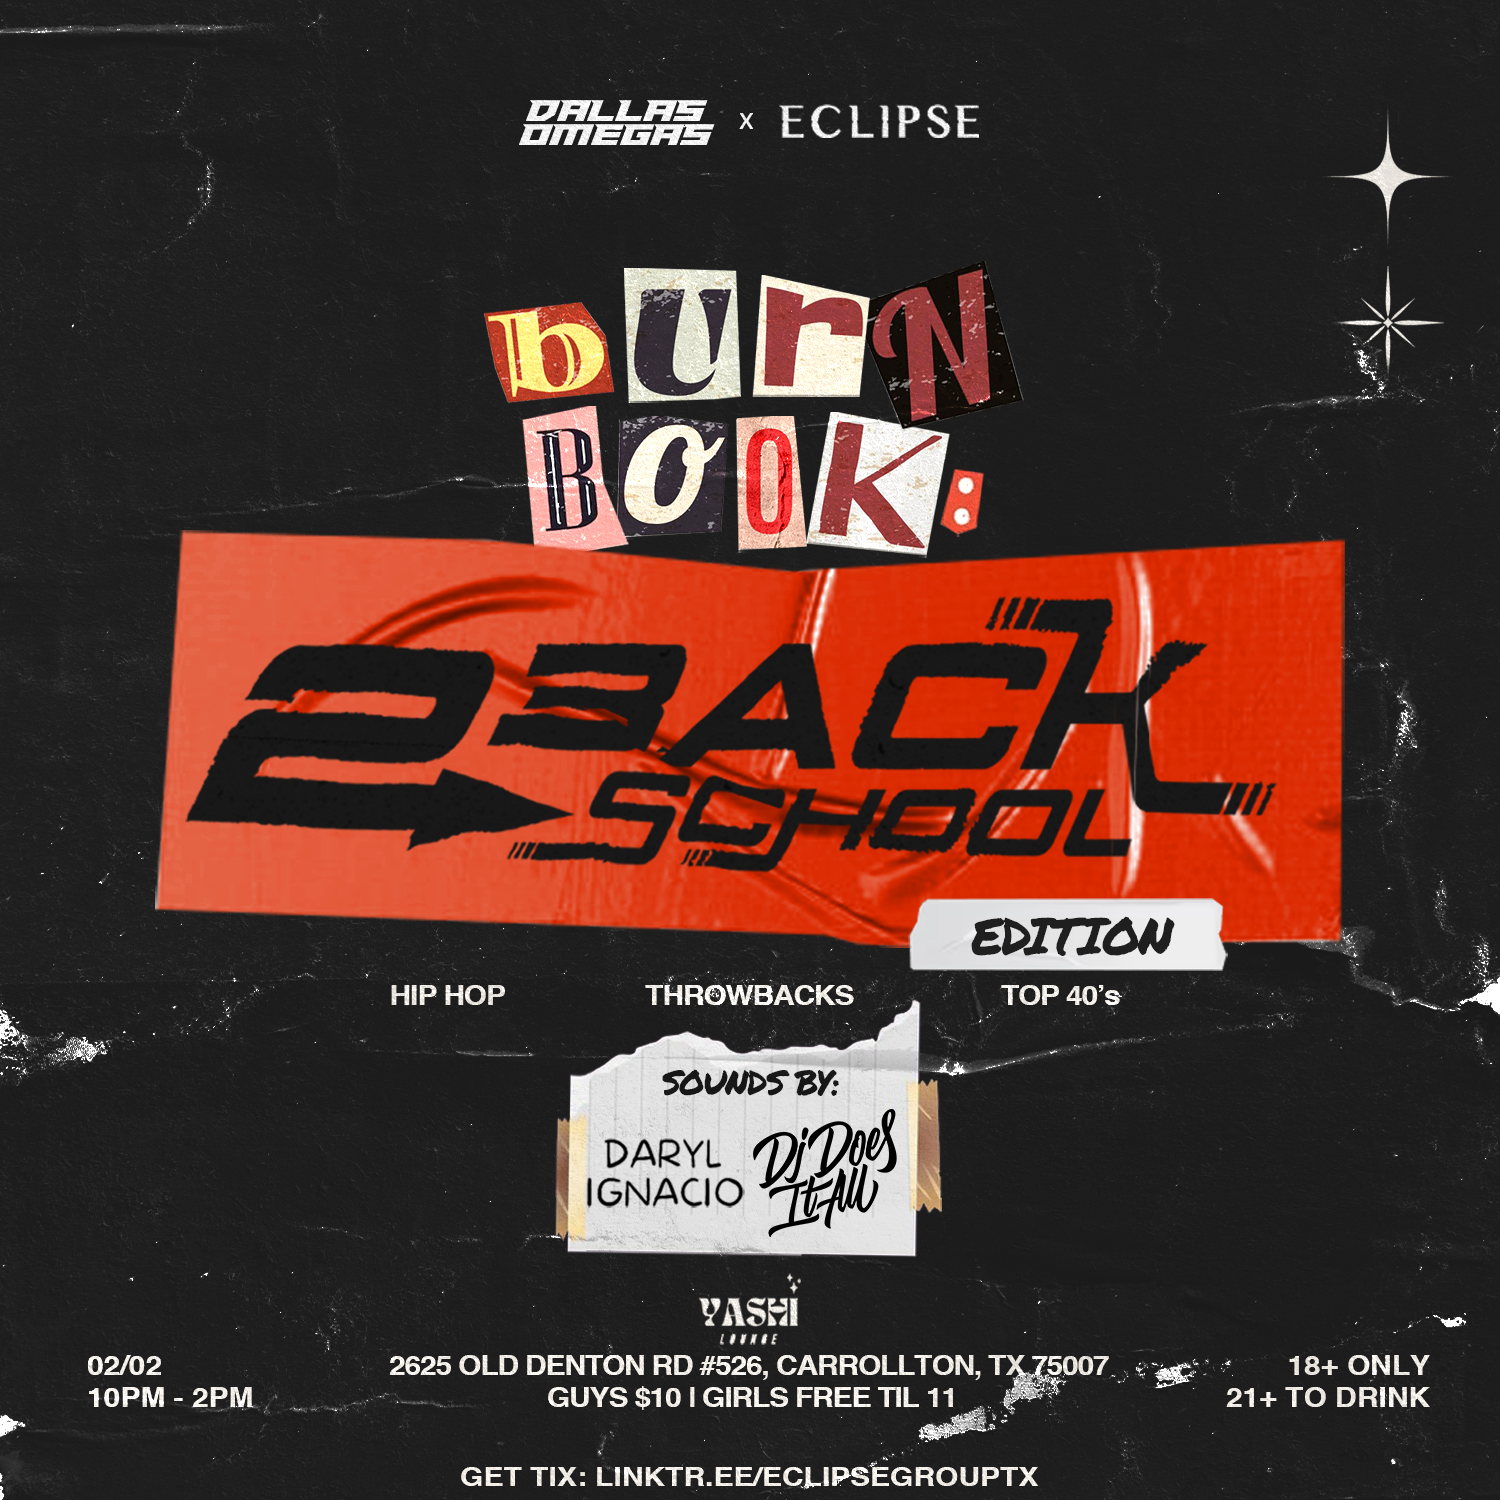 DALLAS OMEGAS x ECLIPSE
burN
BOOK:
2 BACK
SCHOOL
EDITION
HIP HOP THROWBACKS TOP 40's
SOUNDS BY:
DARYL
IGNACIO
Dj Does
It All
YASHI
LOUNGE
02/02
10PM - 2PM
2625 OLD DENTON RD #526, CARROLLTON, TX 75007
GUYS $10 | GIRLS FREE TIL 11
18+ ONLY
21+ TO DRINK
GET TIX: LINKTR.EE/ECLIPSEGROUPTX